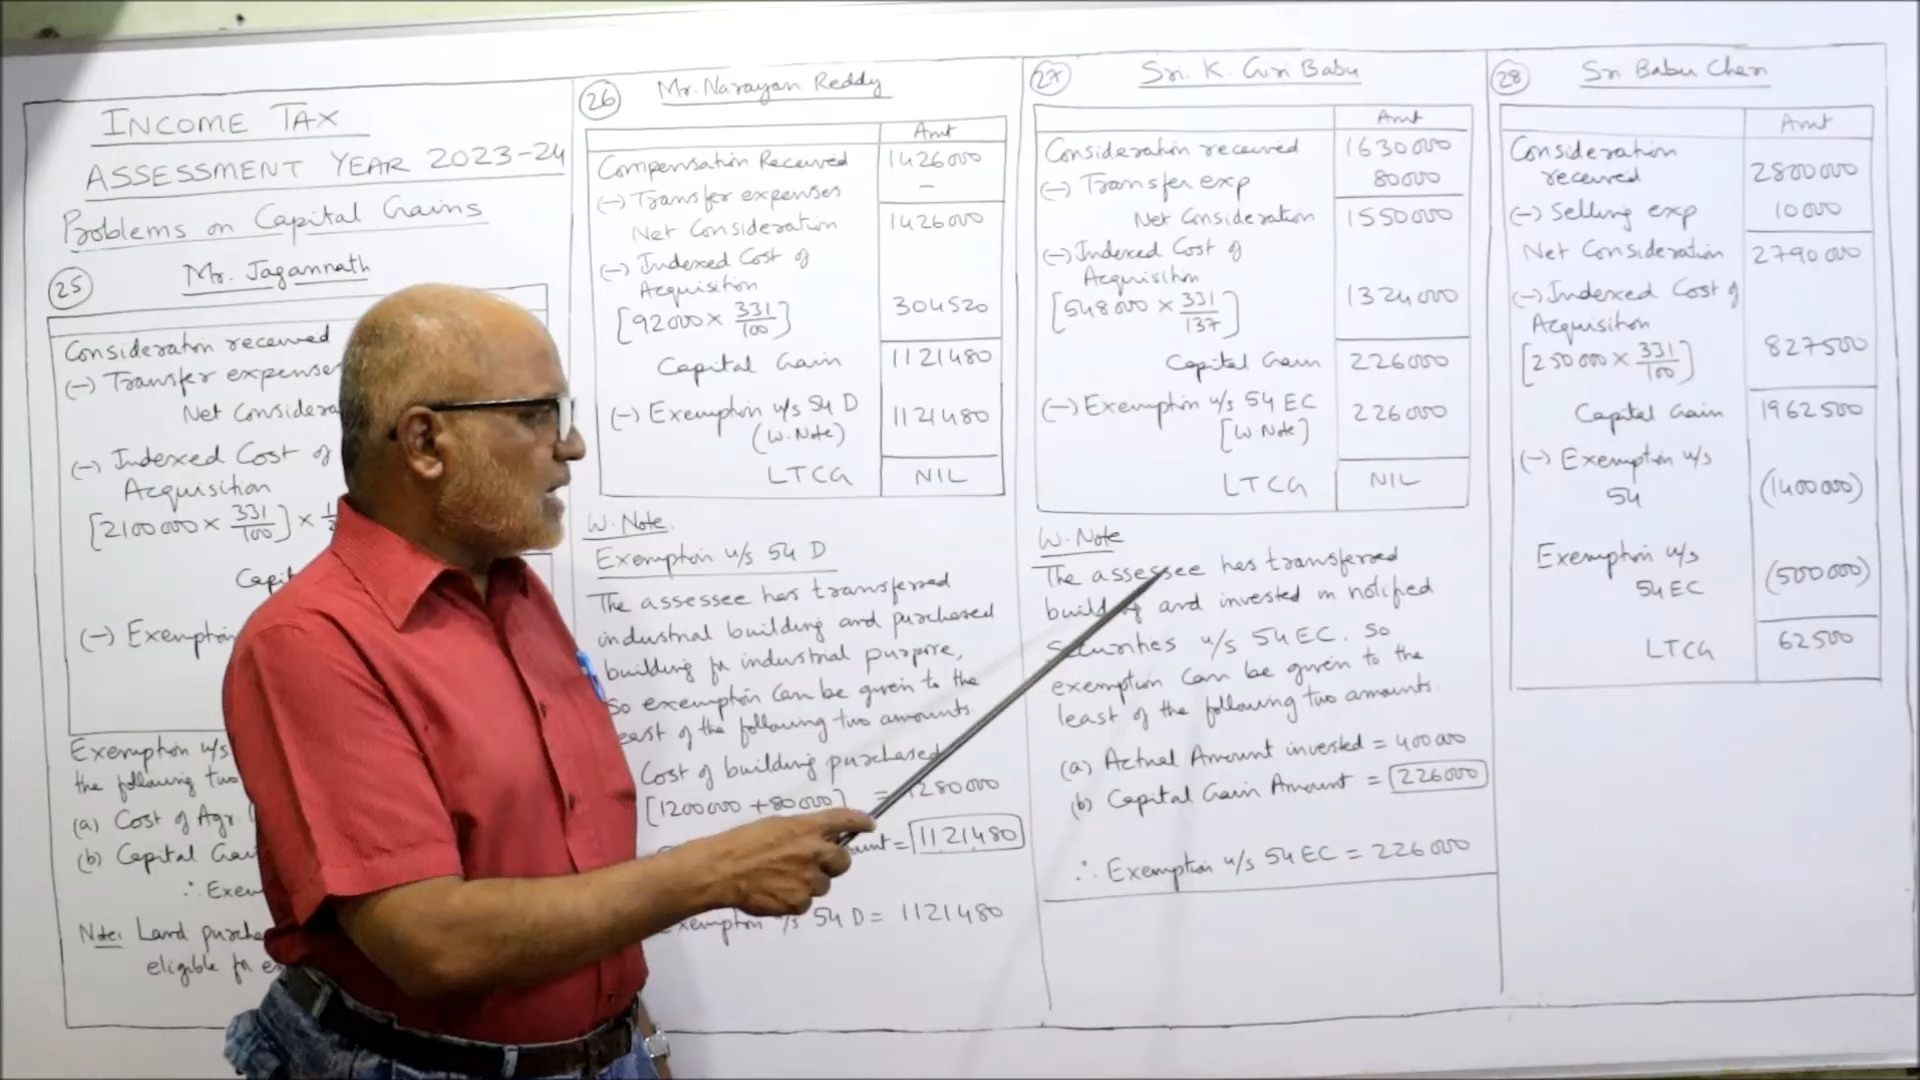 INCOME TAX
ASSESSMENT YEAR 2023-24
Problems on Capital Gains
25 Mr. Jagannath
Consideration received
(-) Transfer expenses
Net
(-) Indexed Cost of
Acquisition
[2100000 × 331/100] ×
(-) Exemption
Exemption u/s
the following two
(a) Cost of Agr.
(b) Capital
Note: Land
eligible for
26 Mr. Narayan Reddy
Amt
Compensation Received 1426000
(-) Transfer expenses —
Net Consideration 1426000
(-) Indexed Cost of
Acquisition
[92000 × 331/100] 304520
Capital Gain 1121480
(-) Exemption u/s 54 D 1121480
(W. Note)
LTCG NIL
W. Note.
Exemption u/s 54 D
The assessee has transferred
industrial building and purchased
building for industrial purpose,
so exemption can be given to the
of the following two amounts.
Cost of building purchased
[1200000 + 80000] = 1280000
= 1121480
u/s 54 D = 1121480
27 Sri. K. Giri Babu
Amt
Consideration received 1630000
(-) Transfer exp 80000
Net Consideration 1550000
(-) Indexed Cost of
Acquisition
[548000 × 331/137] 1324000
Capital Gain 226000
(-) Exemption u/s 54 EC 226000
[W Note]
LTCG NIL
W. Note
The assessee has transferred
building and invested in notified
securities u/s 54 EC. So
exemption can be given to the
least of the following two amounts.
(a) Actual Amount invested = 400000
(b) Capital Gain Amount = 226000
∴ Exemption u/s 54 EC = 226000
28 Sri Babu Chen
Amt
Consideration
received 2800000
(-) Selling exp 10000
Net Consideration 2790000
(-) Indexed Cost of
Acquisition
[250000 × 331/100] 827500
Capital Gain 1962500
(-) Exemption u/s
54 (1400000)
Exemption u/s
54 EC (500000)
LTCG 62500